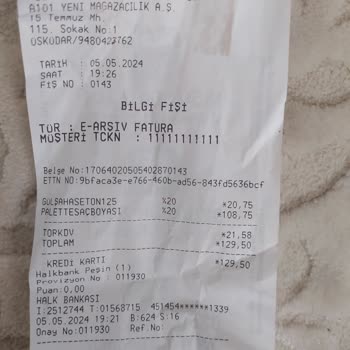 A101 YENİ MAĞAZACILIK A.Ş.
15 Temmuz Mh.
115. Sokak No:1
ÜSKÜDAR/9480423762
TARİH : 05.05.2024
SAAT : 19:26
FİŞ NO : 0143
BİLGİ FİŞİ
TÜR : E-ARŞİV FATURA
MÜŞTERİ TCKN : 11111111111
Belge No:17064020505402870143
ETTN NO:9bfaca3e-e766-460b-ad56-843fd5636bcf
GÜLŞAHASETON125 %20 *20,75
PALETTESAÇBOYASI %20 *108,75
TOPKDV *21,58
TOPLAM *129,50
KREDİ KARTI *129,50
Halkbank Peşin (1)
Provizyon No : 011930
Puan:0,00
HALK BANKASI
I:2512744 T:01568715 451454******1339
05.05.2024 19:21 B:624 S:16
Onay No:011930 Ref.No: